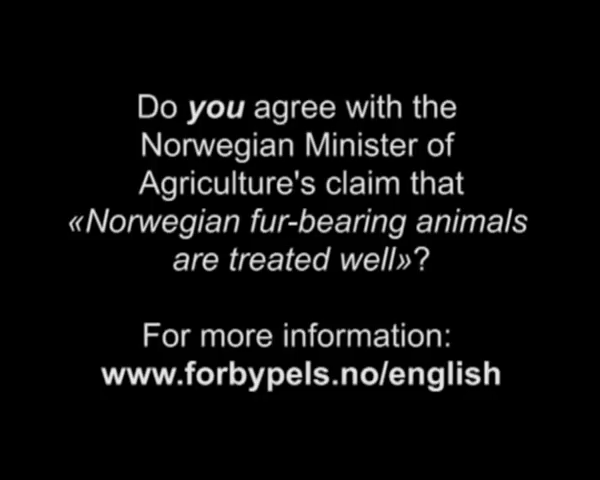 Do you agree with the
Norwegian Minister of
Agriculture's claim that
«Norwegian fur-bearing animals
are treated well»?
For more information:
www.forbypels.no/english